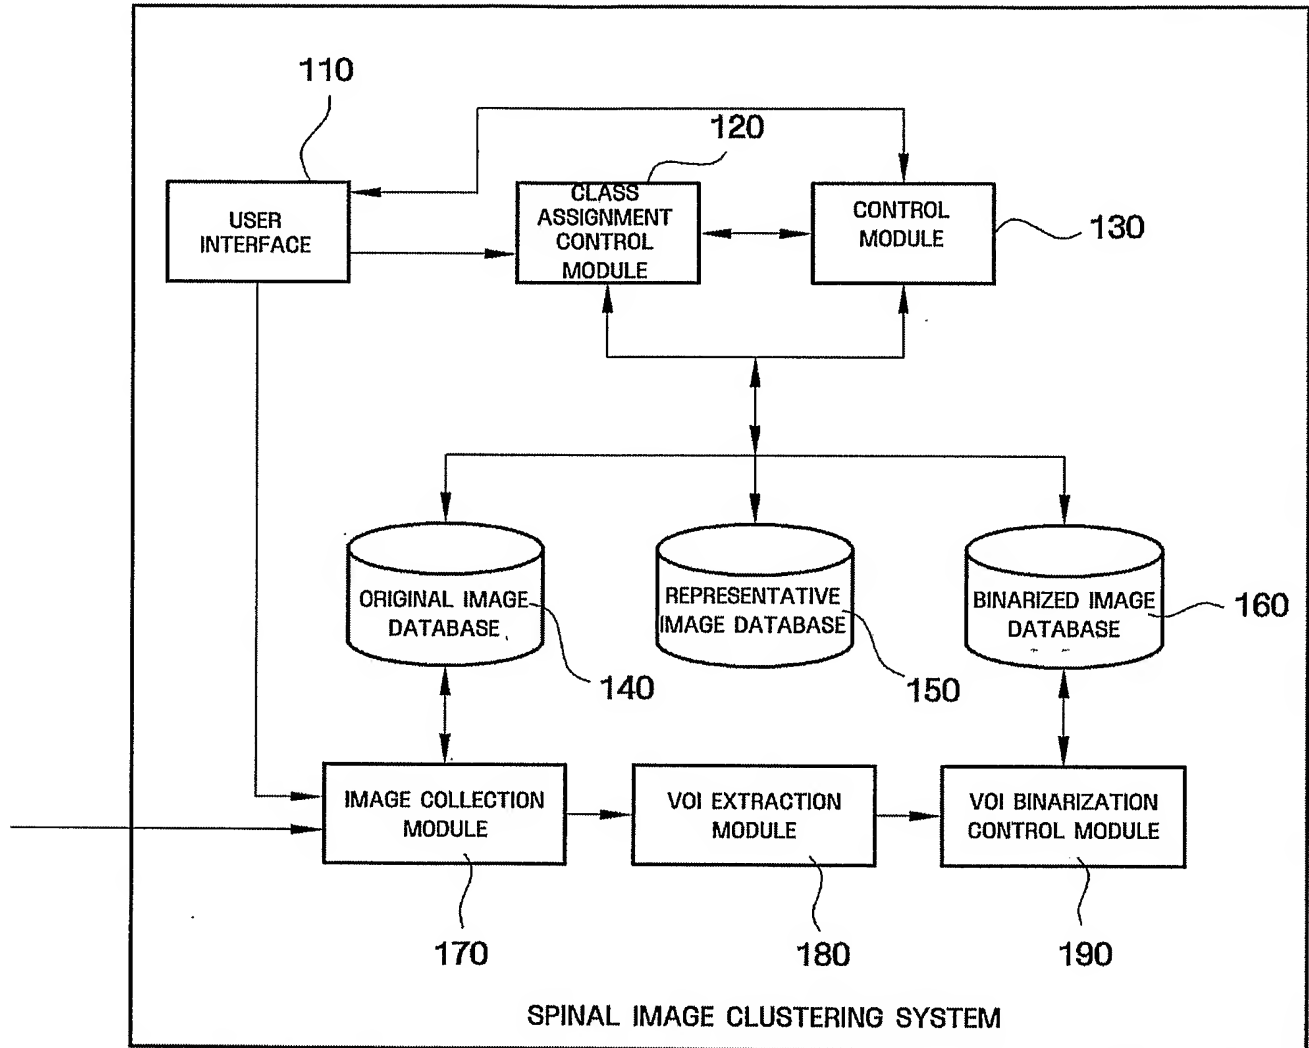 110
120
CLASS
ASSIGNMENT
CONTROL
MODULE
USER
INTERFACE
CONTROL
MODULE
130
ORIGINAL IMAGE
DATABASE
REPRESENTATIVE
IMAGE DATABASE
BINARIZED IMAGE
DATABASE
160
140
150
IMAGE COLLECTION
MODULE
VOI EXTRACTION
MODULE
VOI BINARIZATION
CONTROL MODULE
170
180
190
SPINAL IMAGE CLUSTERING SYSTEM